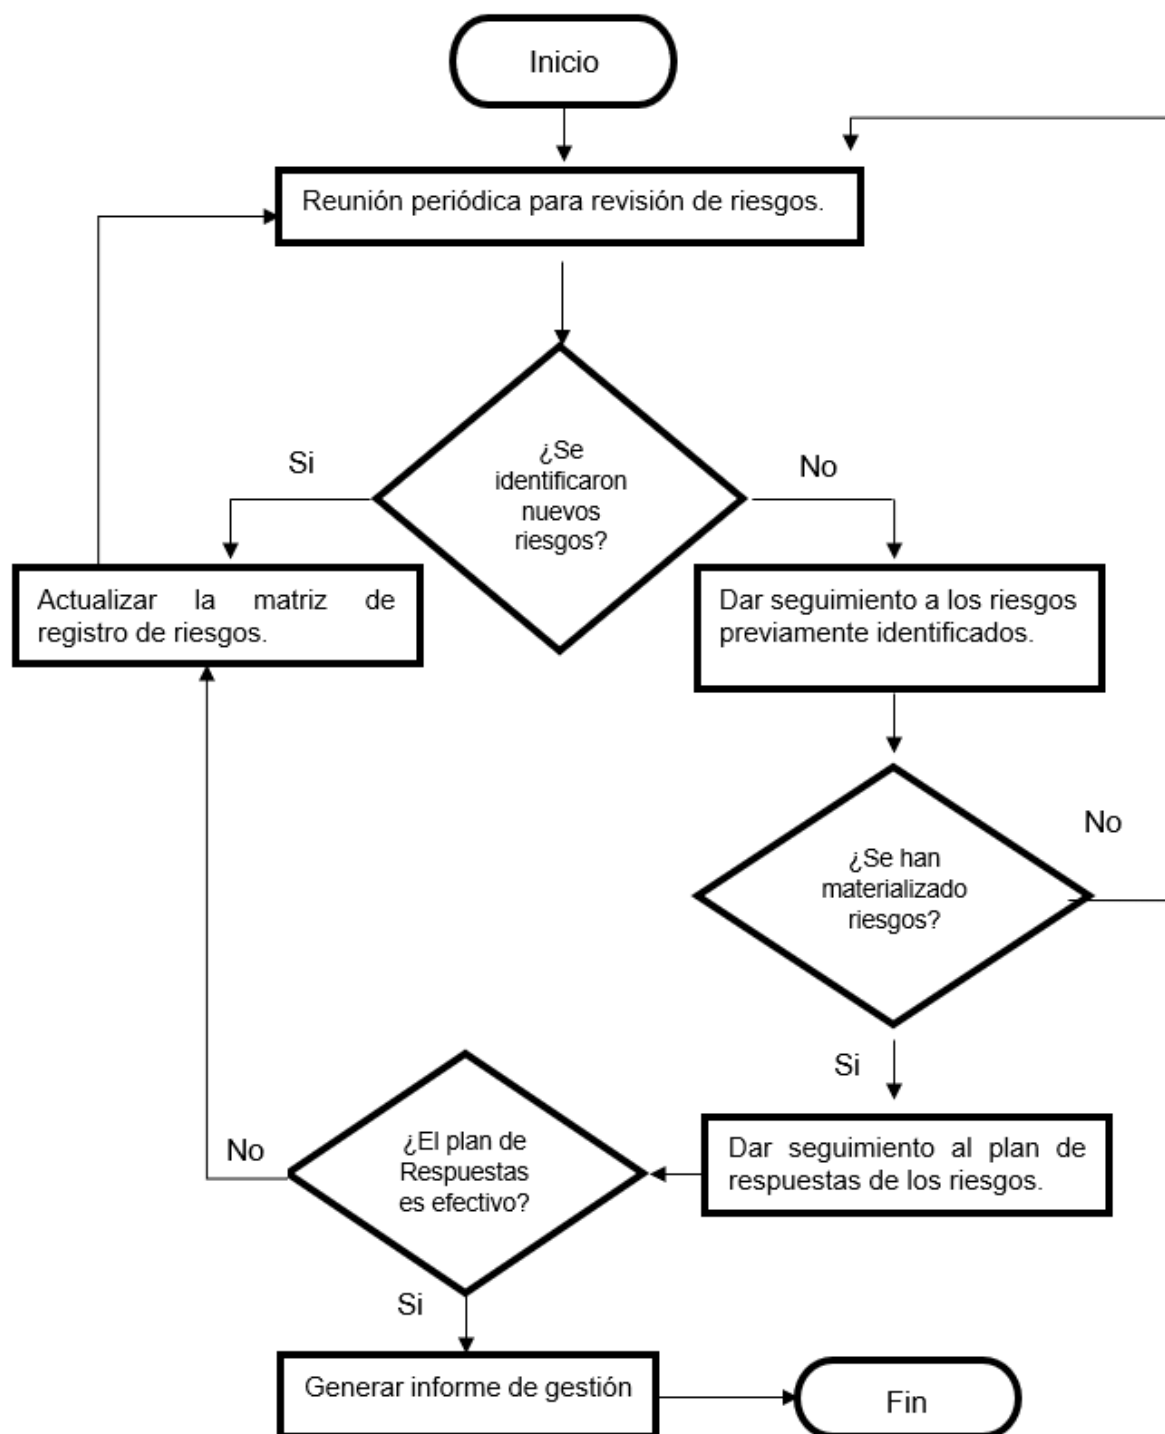 Inicio
Reunión periódica para revisión de riesgos.
¿Se
identificaron
nuevos
riesgos?
Si
No
Actualizar la matriz de
registro de riesgos.
Dar seguimiento a los riesgos
previamente identificados.
¿Se han
materializado
riesgos?
No
Si
Dar seguimiento al plan de
respuestas de los riesgos.
¿El plan de
Respuestas
es efectivo?
No
Si
Generar informe de gestión
Fin